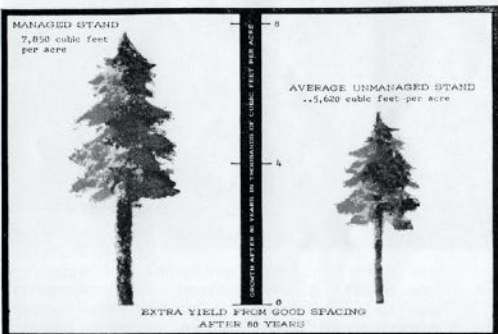 MANAGED STAND
7,850 cubic feet
per acre
8
AVERAGE UNMANAGED STAND
..5,620 cubic feet per acre
4
GROWTH AFTER 80 YEARS IN THOUSANDS OF CUBIC FEET PER ACRE
0
EXTRA YIELD FROM GOOD SPACING
AFTER 80 YEARS